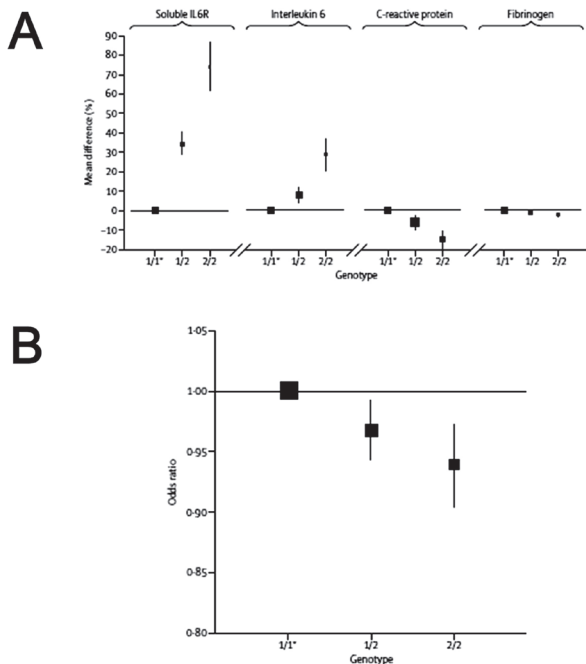 A
Soluble IL6R Interleukin 6 C-reactive protein Fibrinogen
90
80
70
60
50
40
30
20
10
0
−10
−20
Mean difference (%)
1/1* 1/2 2/2 1/1* 1/2 2/2 1/1* 1/2 2/2 1/1* 1/2 2/2
Genotype
B
1·05
1·00
0·95
0·90
0·85
0·80
Odds ratio
1/1* 1/2 2/2
Genotype